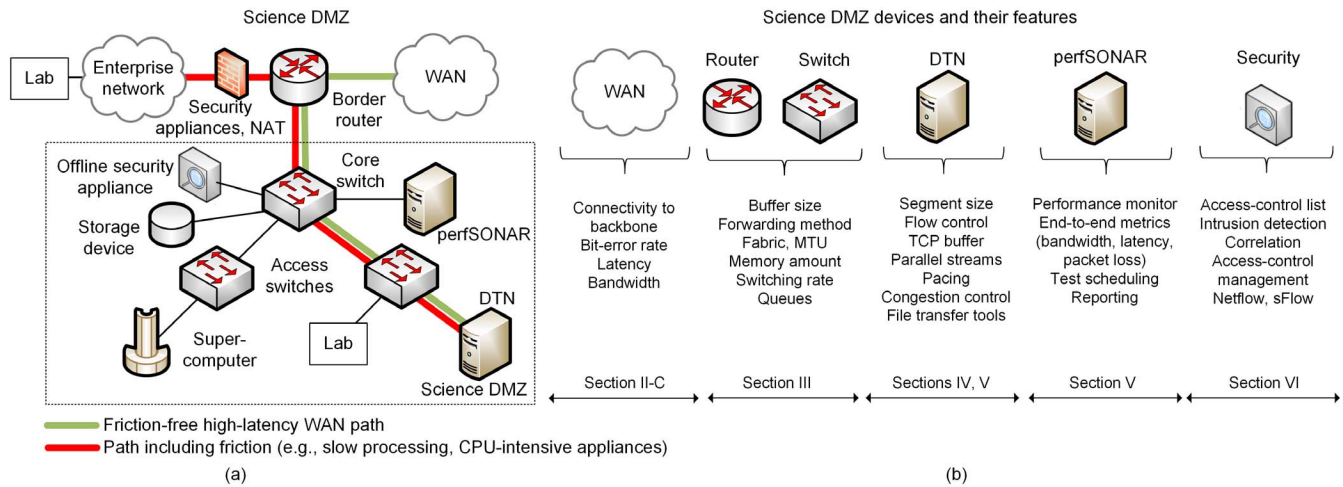 Science DMZ
Lab
Enterprise
network
Security
appliances, NAT
Border
router
WAN
Offline security
appliance
Core
switch
Storage
device
perfSONAR
Access
switches
Super-
computer
Lab
DTN
Science DMZ
Friction-free high-latency WAN path
Path including friction (e.g., slow processing, CPU-intensive appliances)
(a)
Science DMZ devices and their features
WAN
Router
Switch
DTN
perfSONAR
Security
Connectivity to
backbone
Bit-error rate
Latency
Bandwidth
Buffer size
Forwarding method
Fabric, MTU
Memory amount
Switching rate
Queues
Segment size
Flow control
TCP buffer
Parallel streams
Pacing
Congestion control
File transfer tools
Performance monitor
End-to-end metrics
(bandwidth, latency,
packet loss)
Test scheduling
Reporting
Access-control list
Intrusion detection
Correlation
Access-control
management
Netflow, sFlow
Section II-C
Section III
Sections IV, V
Section V
Section VI
(b)